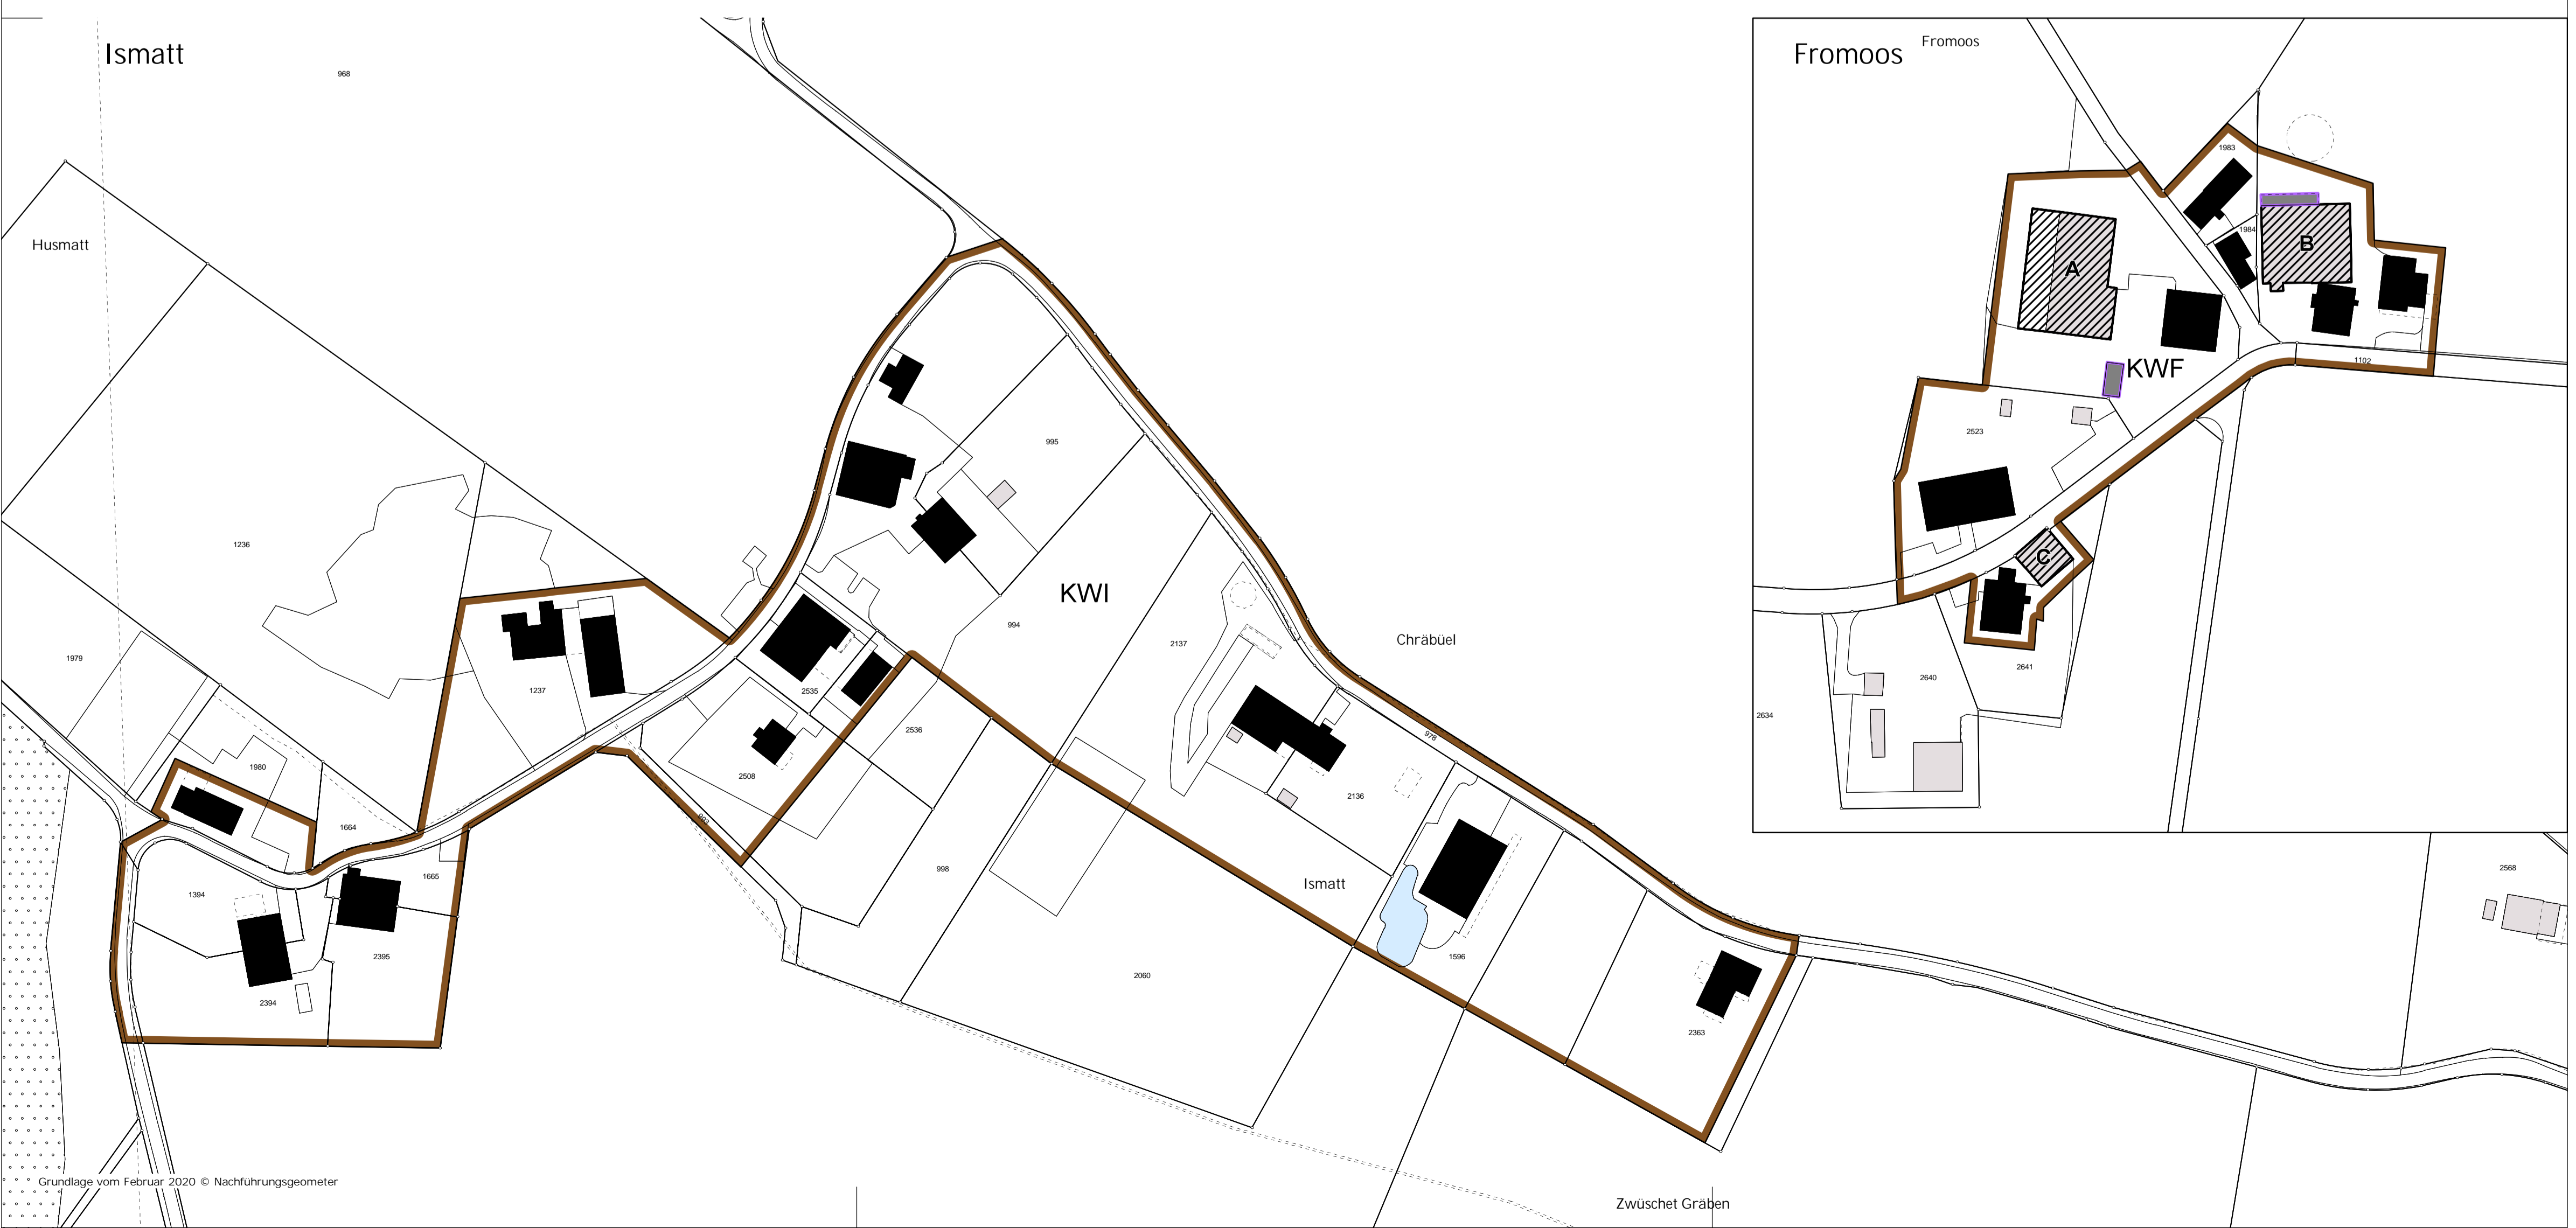 Ismatt
968
Husmatt
1236
1979
1237
1980
1664
1394
1665
2395
2394
995
KWI
994
2137
Chräbüel
2535
2536
2508
993
978
2136
998
Ismatt
2060
1596
2363
Zwüschet Gräben
Grundlage vom Februar 2020 © Nachführungsgeometer
Fromoos
Fromoos
1983
1984
A
B
KWF
1102
2523
C
2641
2640
2634
2568